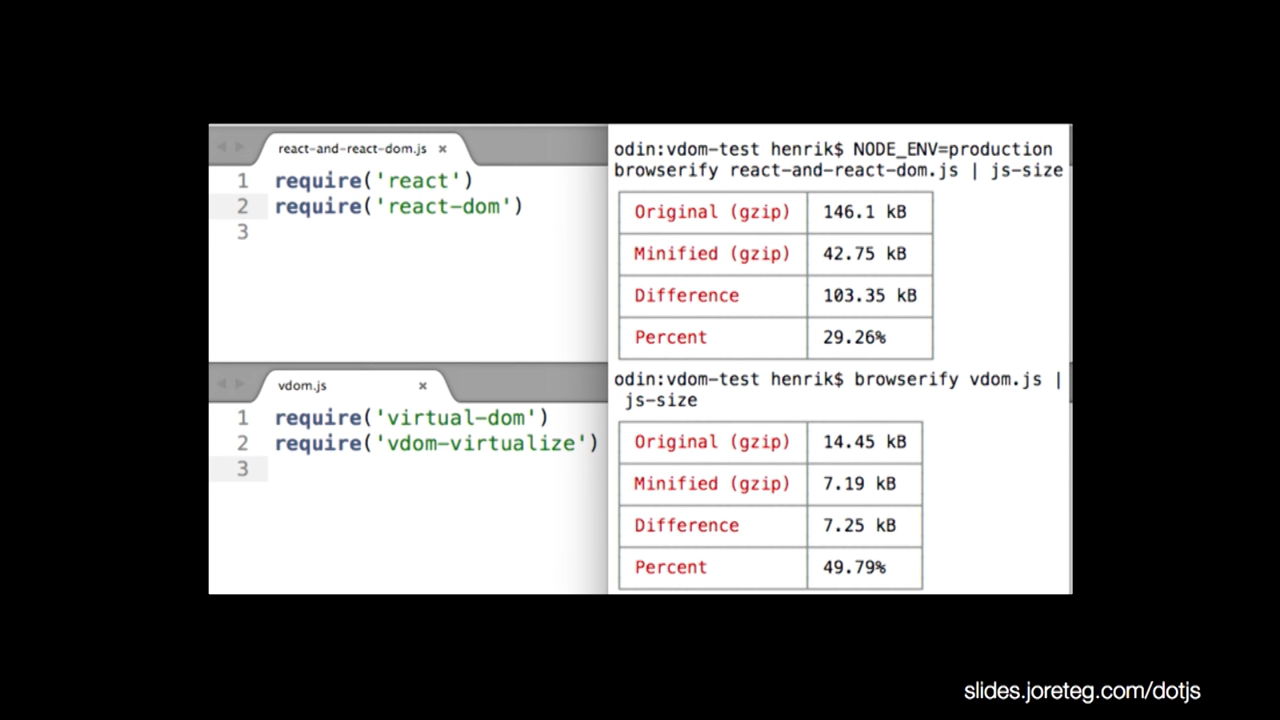 react-and-react-dom.js ×
1 require('react')
2 require('react-dom')
3
vdom.js ×
1 require('virtual-dom')
2 require('vdom-virtualize')
3
odin:vdom-test henrik$ NODE_ENV=production
browserify react-and-react-dom.js | js-size
Original (gzip) 146.1 kB
Minified (gzip) 42.75 kB
Difference 103.35 kB
Percent 29.26%
odin:vdom-test henrik$ browserify vdom.js |
js-size
Original (gzip) 14.45 kB
Minified (gzip) 7.19 kB
Difference 7.25 kB
Percent 49.79%
slides.joreteg.com/dotjs